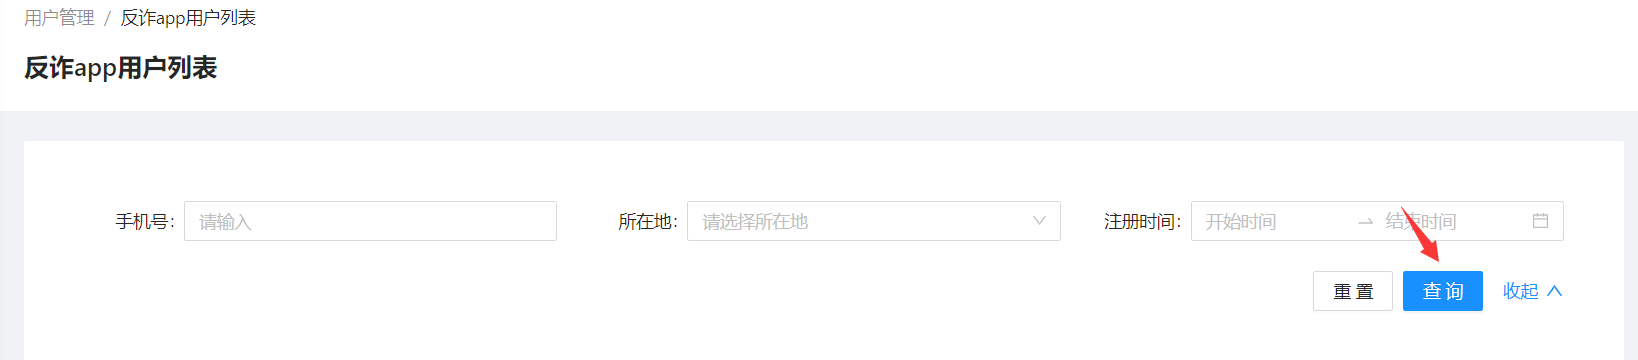 用户管理 / 反诈app用户列表
反诈app用户列表
手机号: 请输入 所在地: 请选择所在地 注册时间: 开始时间 → 结束时间
重置 查询 收起